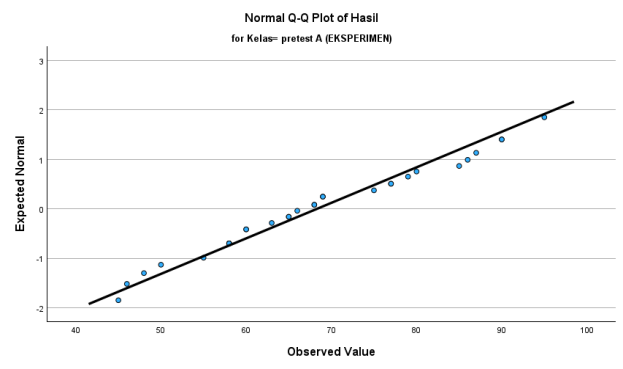 Normal Q-Q Plot of Hasil
for Kelas= pretest A (EKSPERIMEN)
3
2
1
0
-1
-2
Expected Normal
40 50 60 70 80 90 100
Observed Value